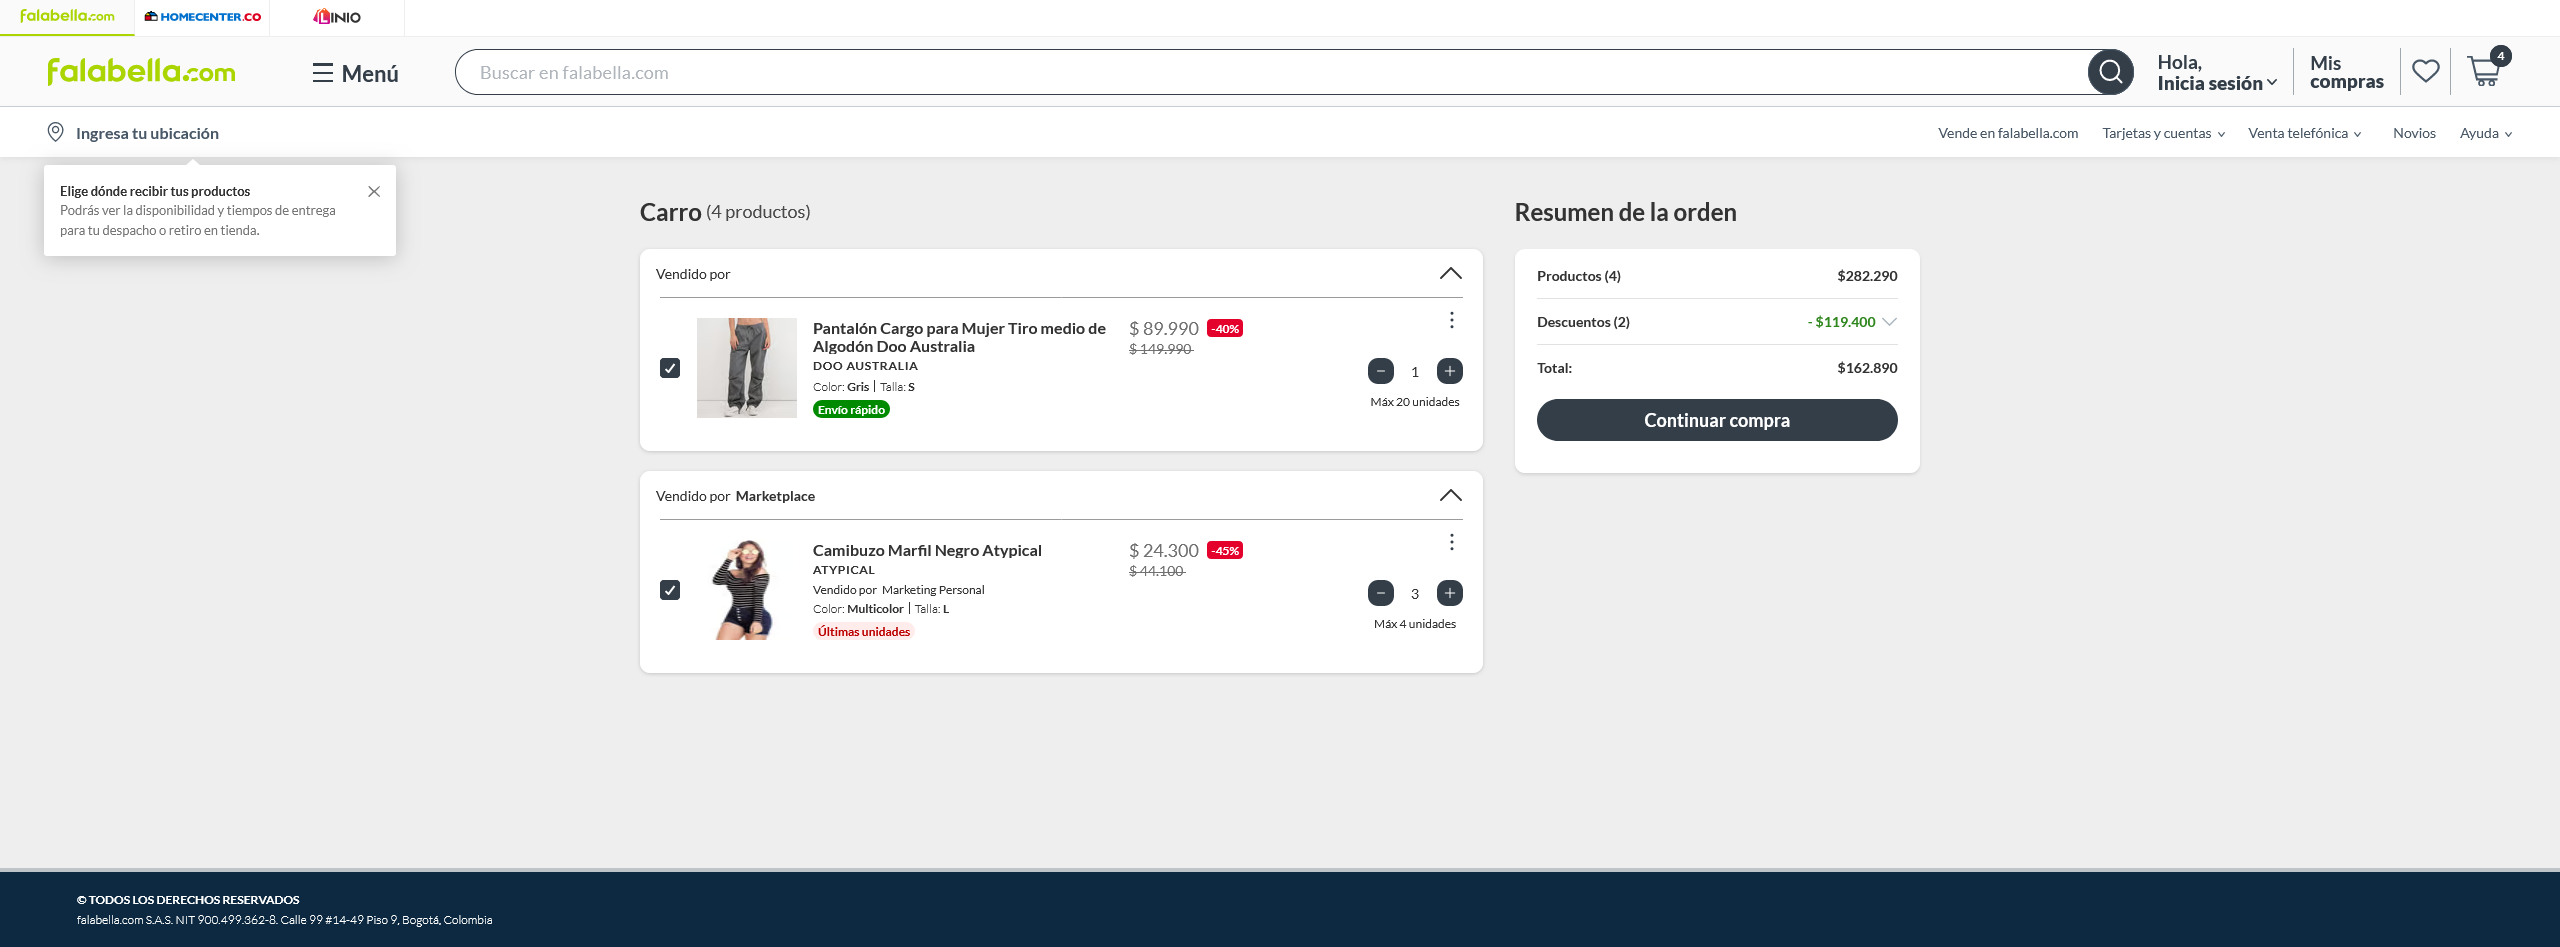 falabella.com
HOMECENTER.CO
LINIO
falabella.com
Menú
Buscar en falabella.com
Hola,
Inicia sesión
Mis
compras
4
Ingresa tu ubicación
Vende en falabella.com
Tarjetas y cuentas
Venta telefónica
Novios
Ayuda
Elige dónde recibir tus productos
Podrás ver la disponibilidad y tiempos de entrega
para tu despacho o retiro en tienda.
Carro (4 productos)
Vendido por
Pantalón Cargo para Mujer Tiro medio de
Algodón Doo Australia
DOO AUSTRALIA
Color: Gris | Talla: S
Envío rápido
$ 89.990 -40%
$ 149.990
1
Máx 20 unidades
Vendido por Marketplace
Camibuzo Marfil Negro Atypical
ATYPICAL
Vendido por Marketing Personal
Color: Multicolor | Talla: L
Últimas unidades
$ 24.300 -45%
$ 44.100
3
Máx 4 unidades
Resumen de la orden
Productos (4) $282.290
Descuentos (2) - $119.400
Total: $162.890
Continuar compra
© TODOS LOS DERECHOS RESERVADOS
falabella.com S.A.S. NIT 900.499.362-8. Calle 99 #14-49 Piso 9, Bogotá, Colombia